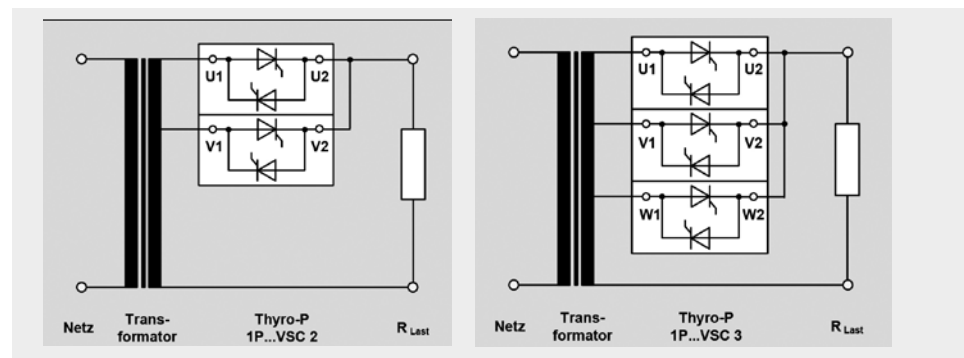 U1 U2
V1 V2
Netz
Trans-
formator
Thyro-P
1P...VSC 2
R Last
U1 U2
V1 V2
W1 W2
Netz
Trans-
formator
Thyro-P
1P...VSC 3
R Last